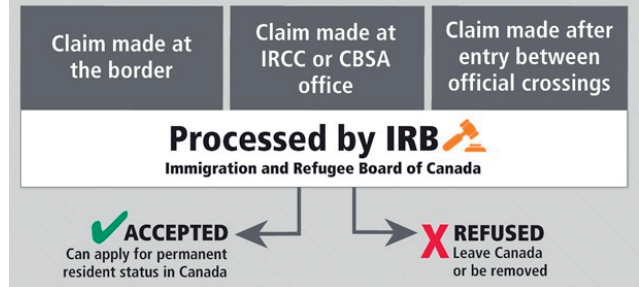 Claim made at
the border
Claim made at
IRCC or CBSA
office
Claim made after
entry between
official crossings
Processed by IRB
Immigration and Refugee Board of Canada
ACCEPTED
Can apply for permanent
resident status in Canada
X REFUSED
Leave Canada
or be removed